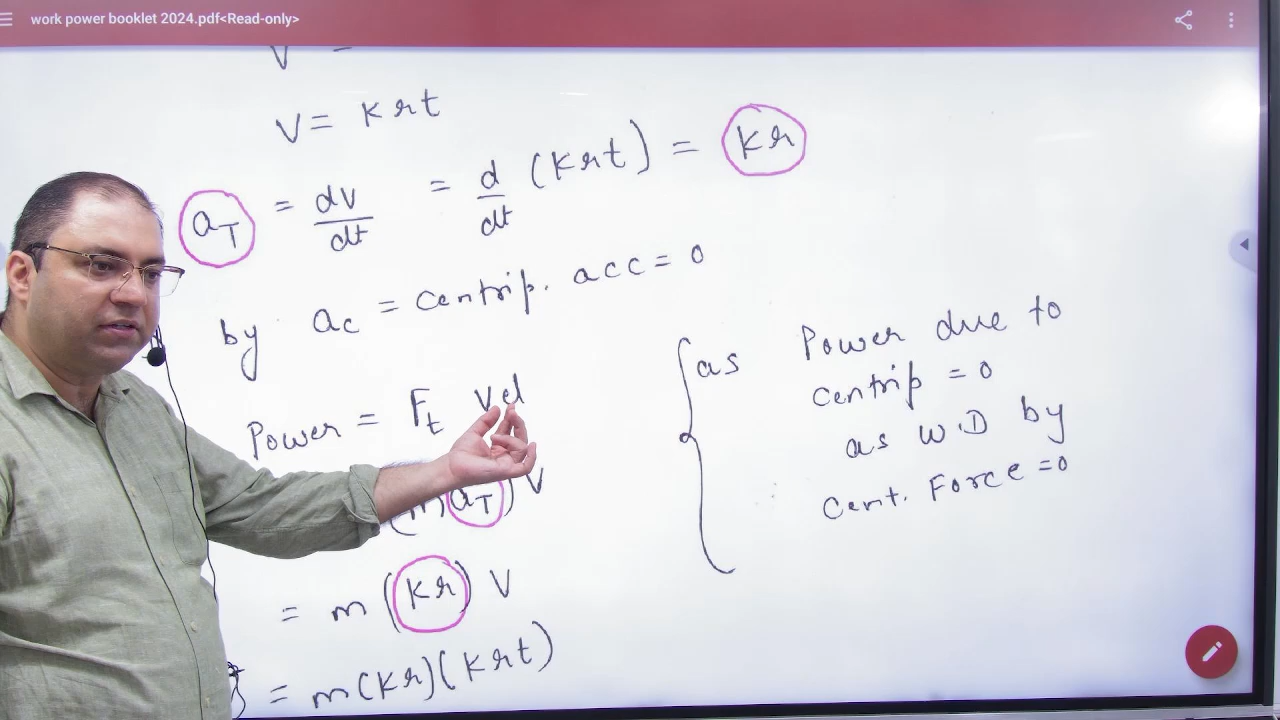 work power booklet 2024.pdf<Read-only>
V =
V = krt
aT = dv/dt = d/dt (krt) = kr
by ac = centrip. acc = 0
Power = Ft vel
(m aT) V
= m (kr) V
= m(kr)(krt)
as Power due to
centrip = 0
as W.D by
Cent. Force = 0